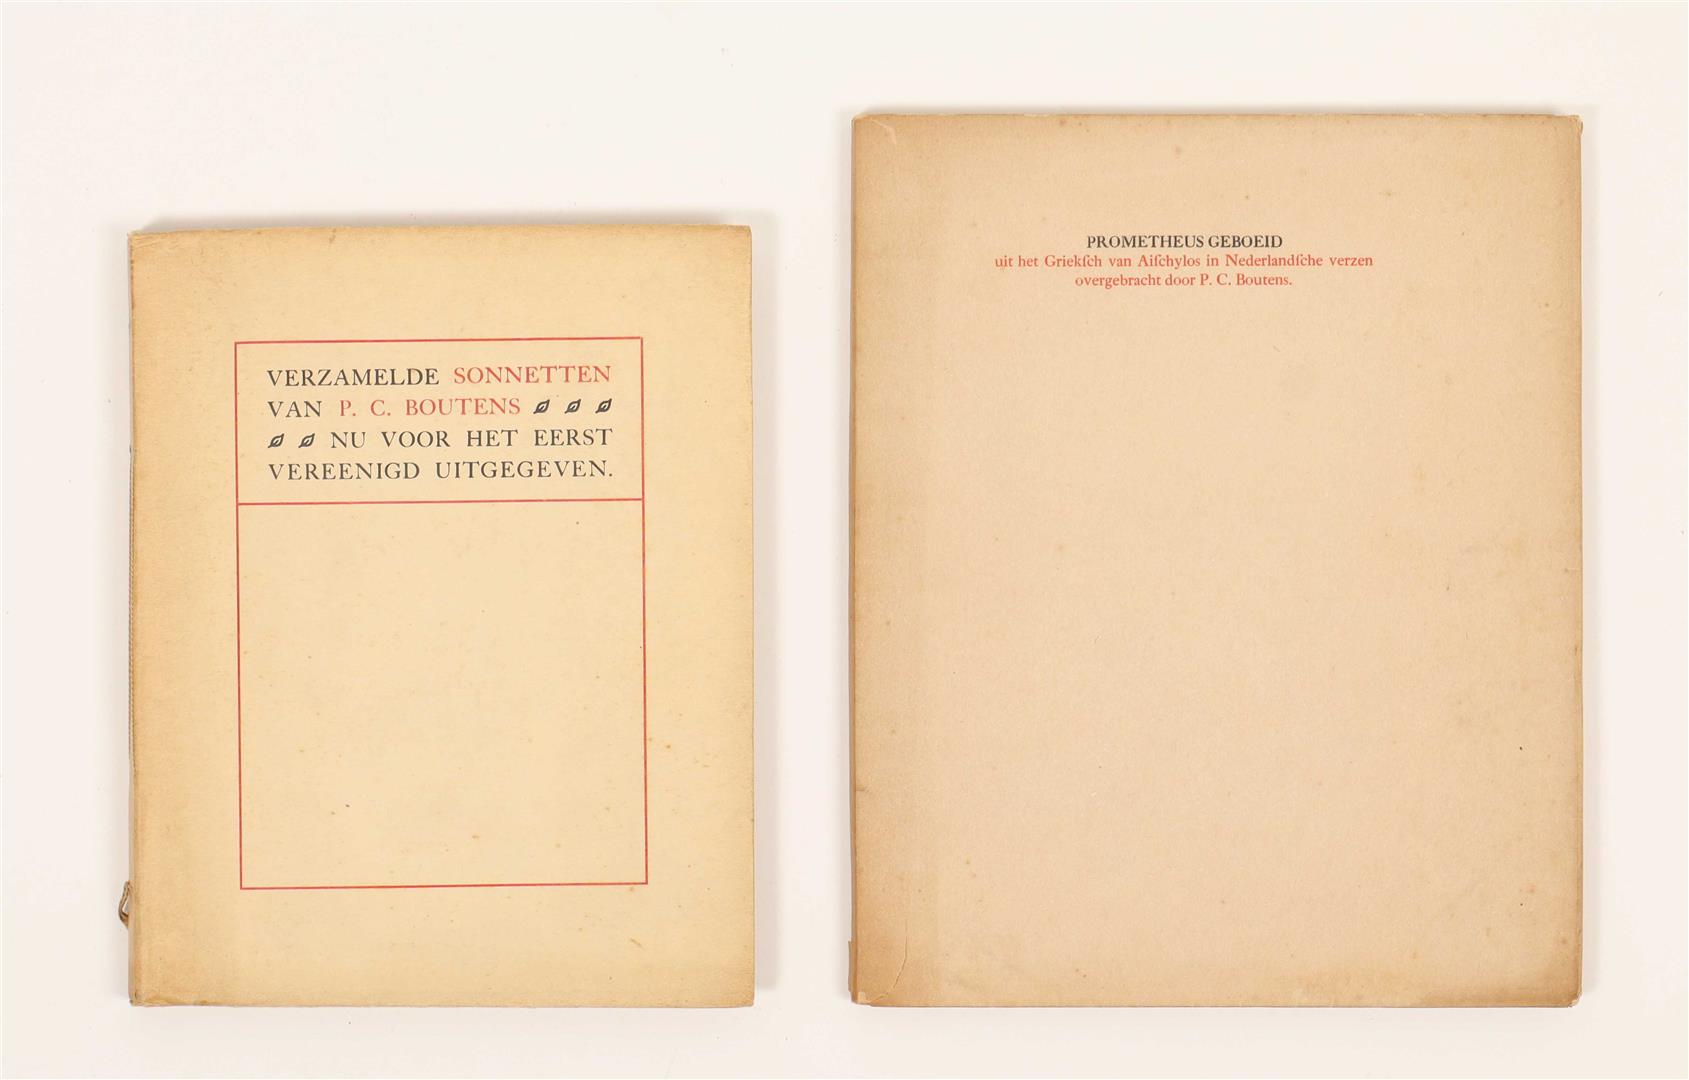 VERZAMELDE SONNETTEN
VAN P. C. BOUTENS
NU VOOR HET EERST
VEREENIGD UITGEGEVEN.
PROMETHEUS GEBOEID
uit het Griekſch van Aiſchylos in Nederlandſche verzen
overgebracht door P. C. Boutens.